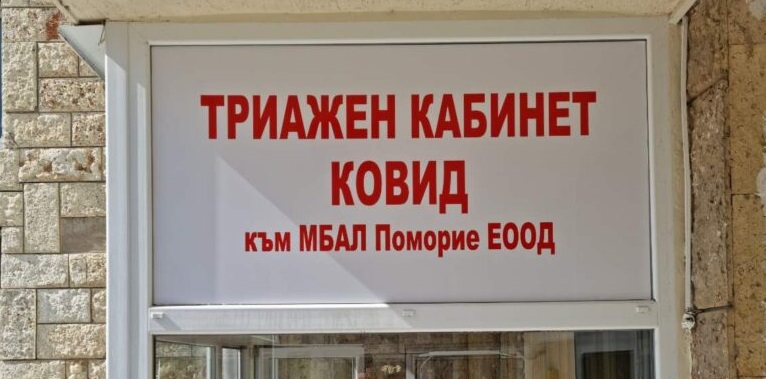 ТРИАЖЕН КАБИНЕТ
КОВИД
към МБАЛ Поморие ЕООД